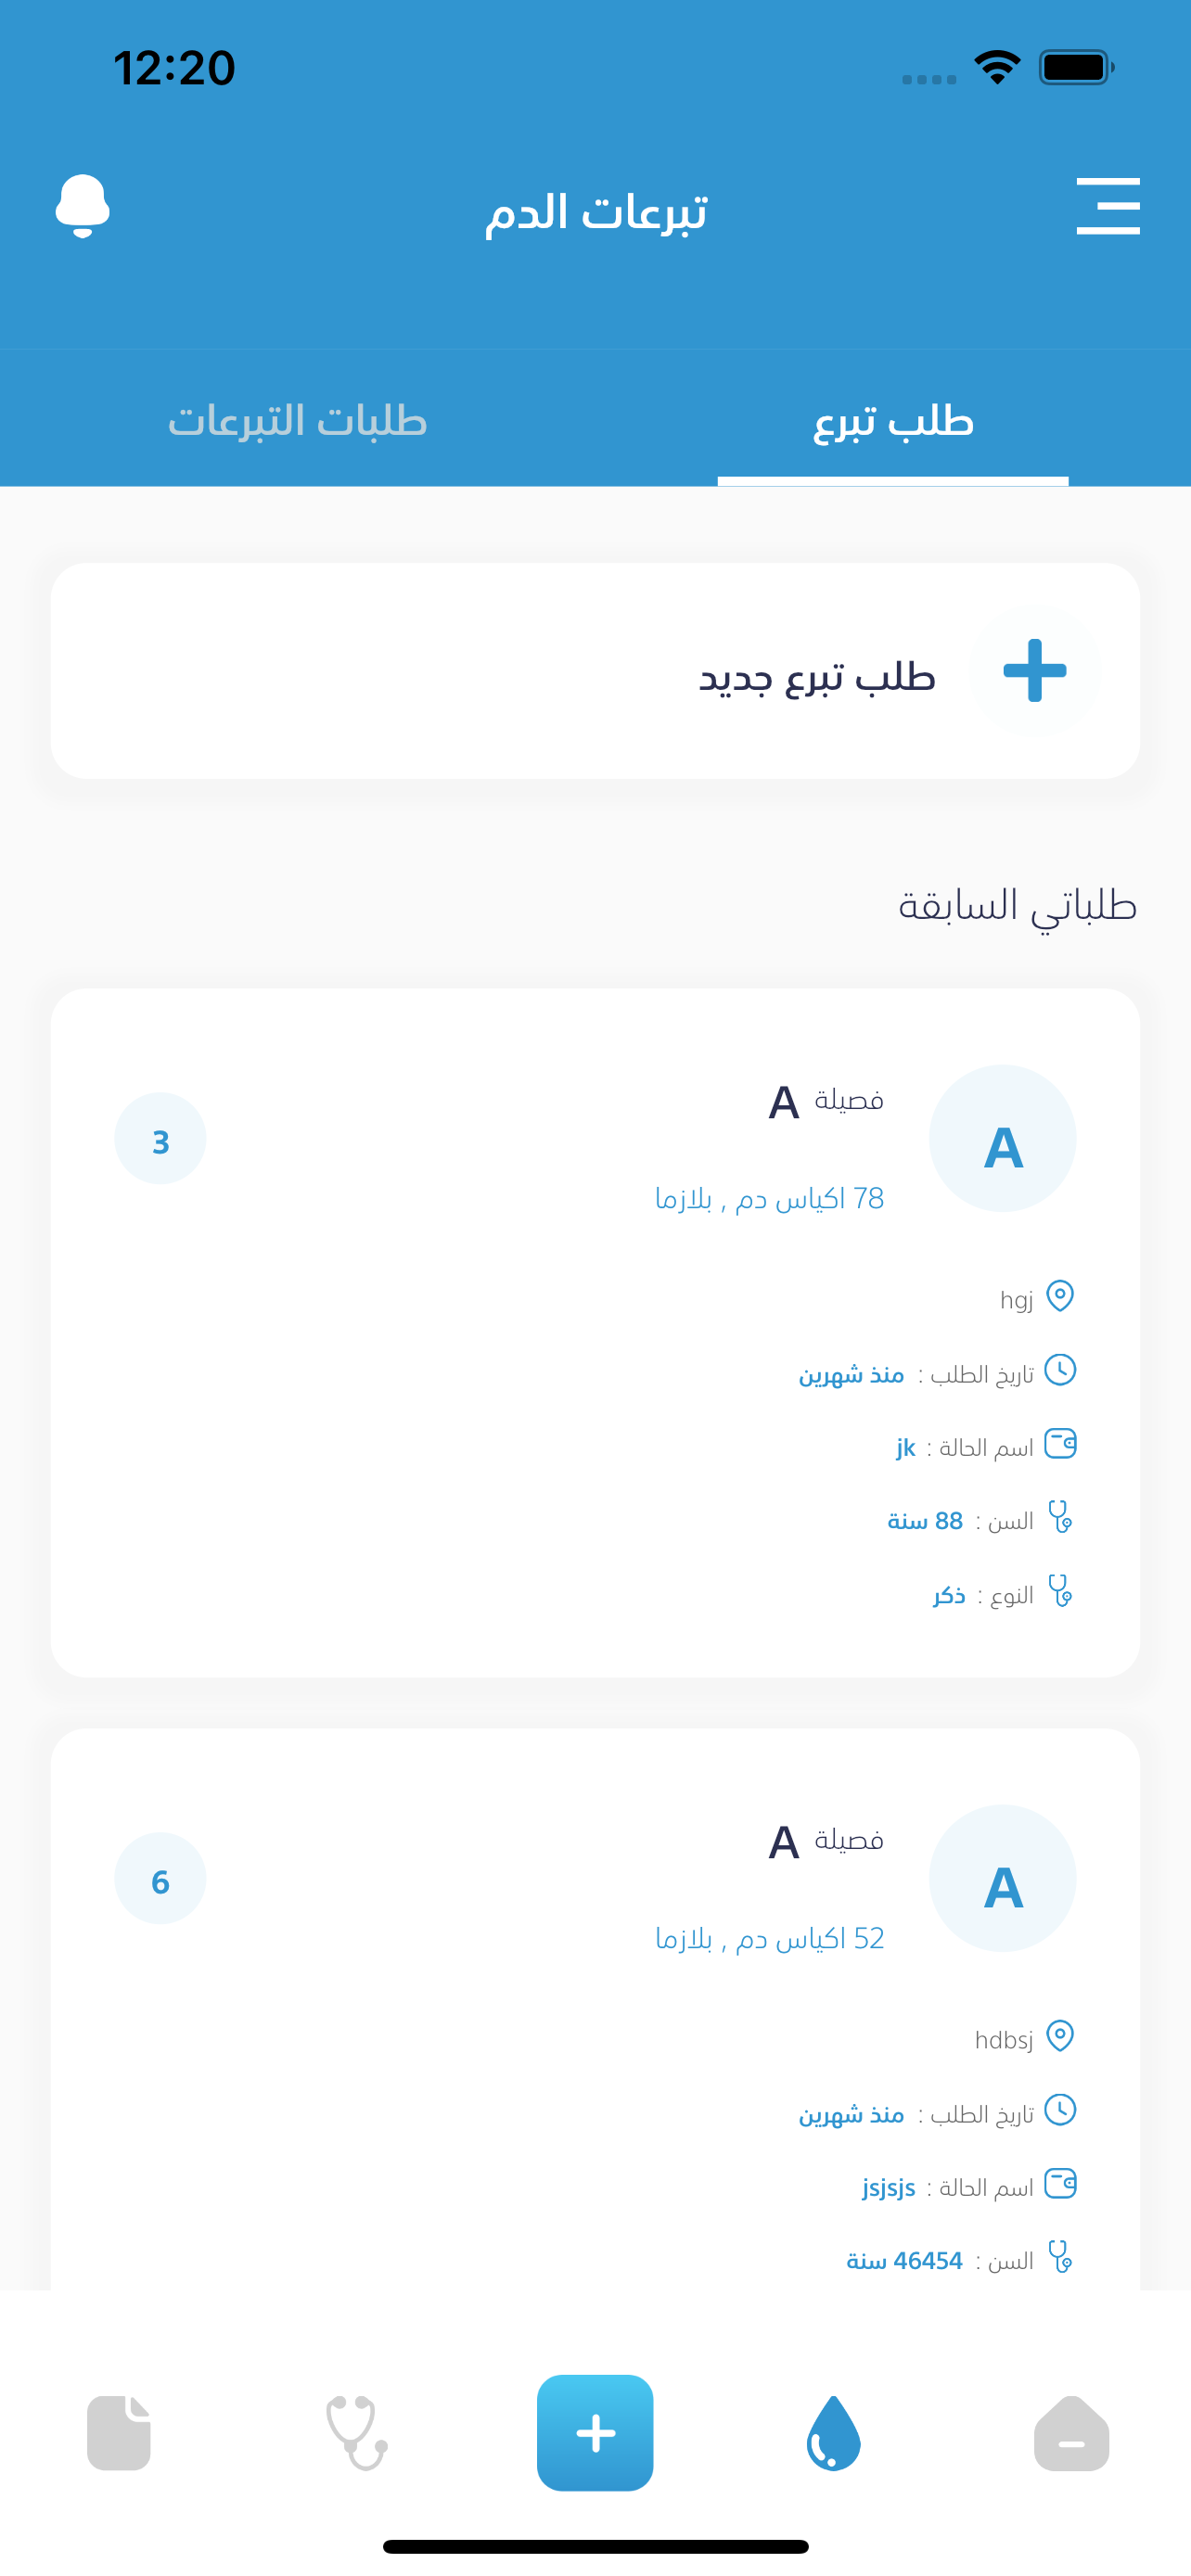 12:20
تبرعات الدم
طلب تبرع
طلبات التبرعات
طلب تبرع جديد
طلباتي السابقة
A
فصيلة A
3
78 اكياس دم , بلازما
hgj
تاريخ الطلب : منذ شهرين
اسم الحالة : jk
السن : 88 سنة
النوع : ذكر
A
فصيلة A
6
52 اكياس دم , بلازما
hdbsj
تاريخ الطلب : منذ شهرين
اسم الحالة : jsjsjs
السن : 46454 سنة